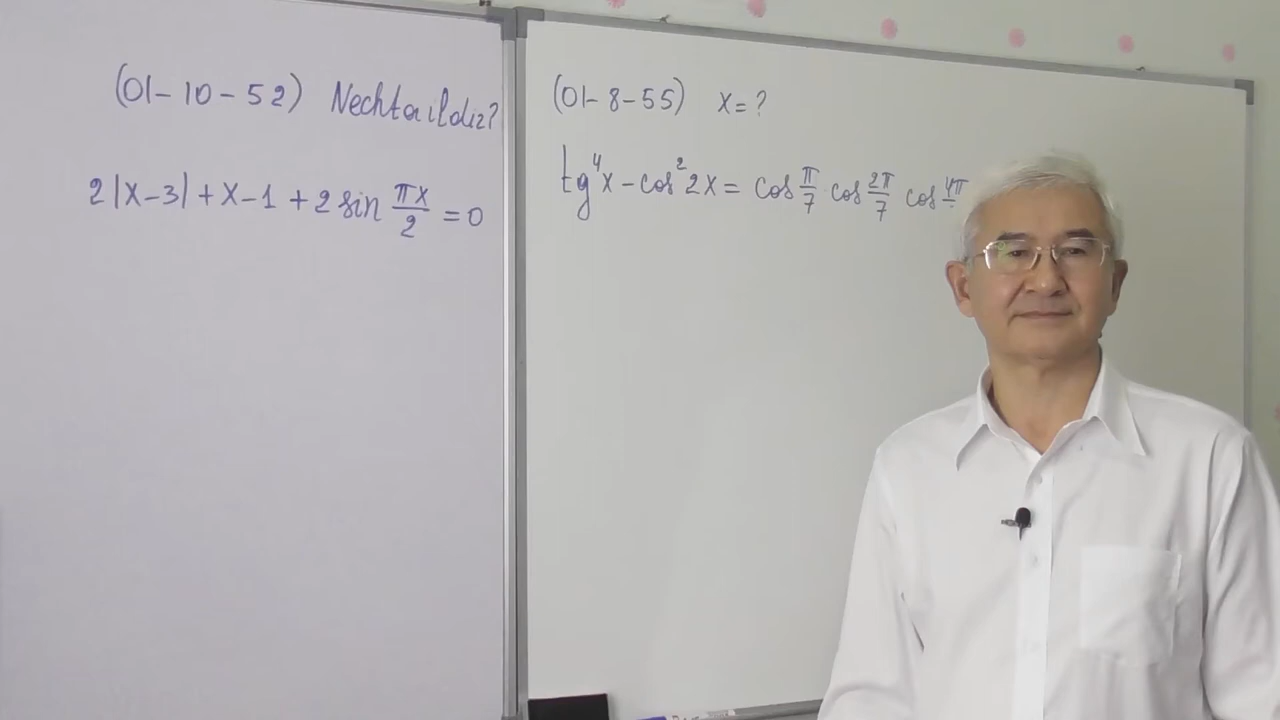 (01-10-52) Nechta ildiz?
2|x-3|+x-1+2 sin πx/2 =0
(01-8-55) x=?
tg⁴x-cos²2x= cos π/7 cos 2π/7 cos 4π